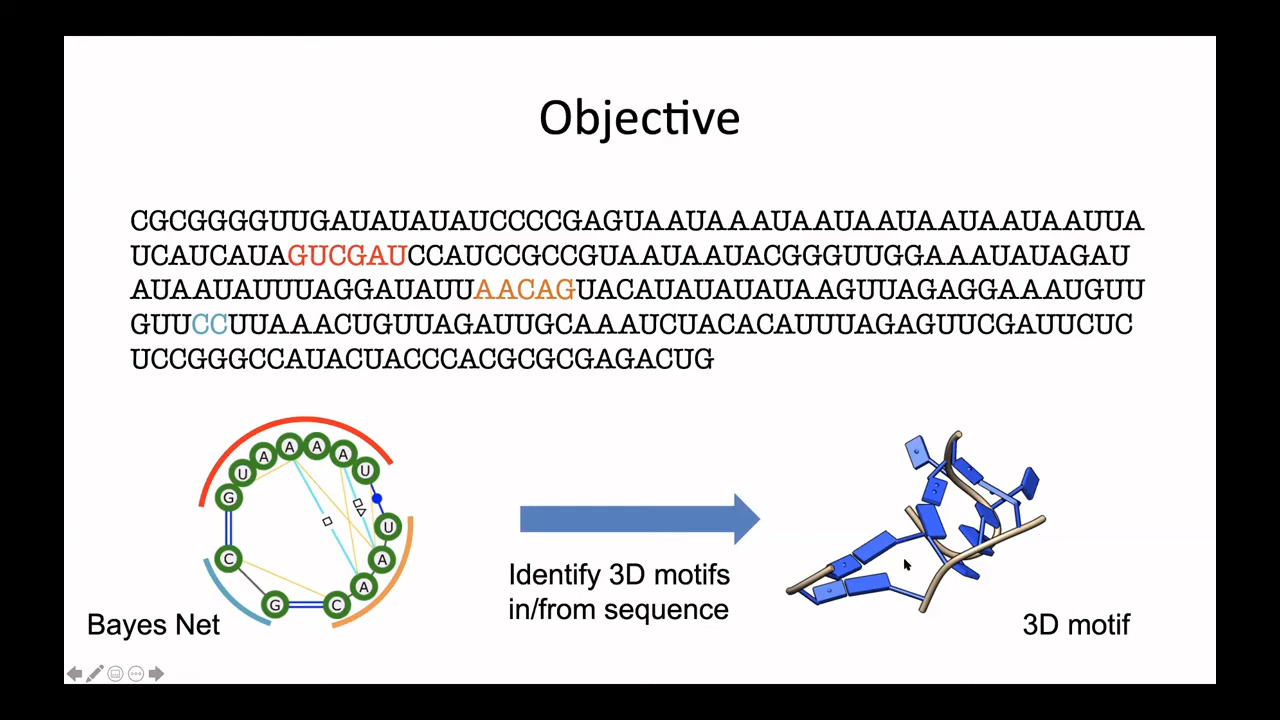 Objective
CGCGGGGUUGAUAUAUAUCCCCGAGUAAUAAAUAAUAAUAAUAAUAAUUA
UCAUCAUAGUCGAUCCAUCCGCCGUAAUAAUACGGGUUGGAAAUAUAGAU
AUAAUAUUUAGGAUAUUAACAGUACAUAUAUAUAAGUUAGAGGAAAUGUU
GUUCCUUAAACUGUUAGAUUGCAAAUCUACACAUUUAGAGUUCGAUUCUC
UCCGGGCCAUACUACCCACGCGCGAGACUG
G U A A A A A U
U A A C G C
Identify 3D motifs
in/from sequence
Bayes Net
3D motif